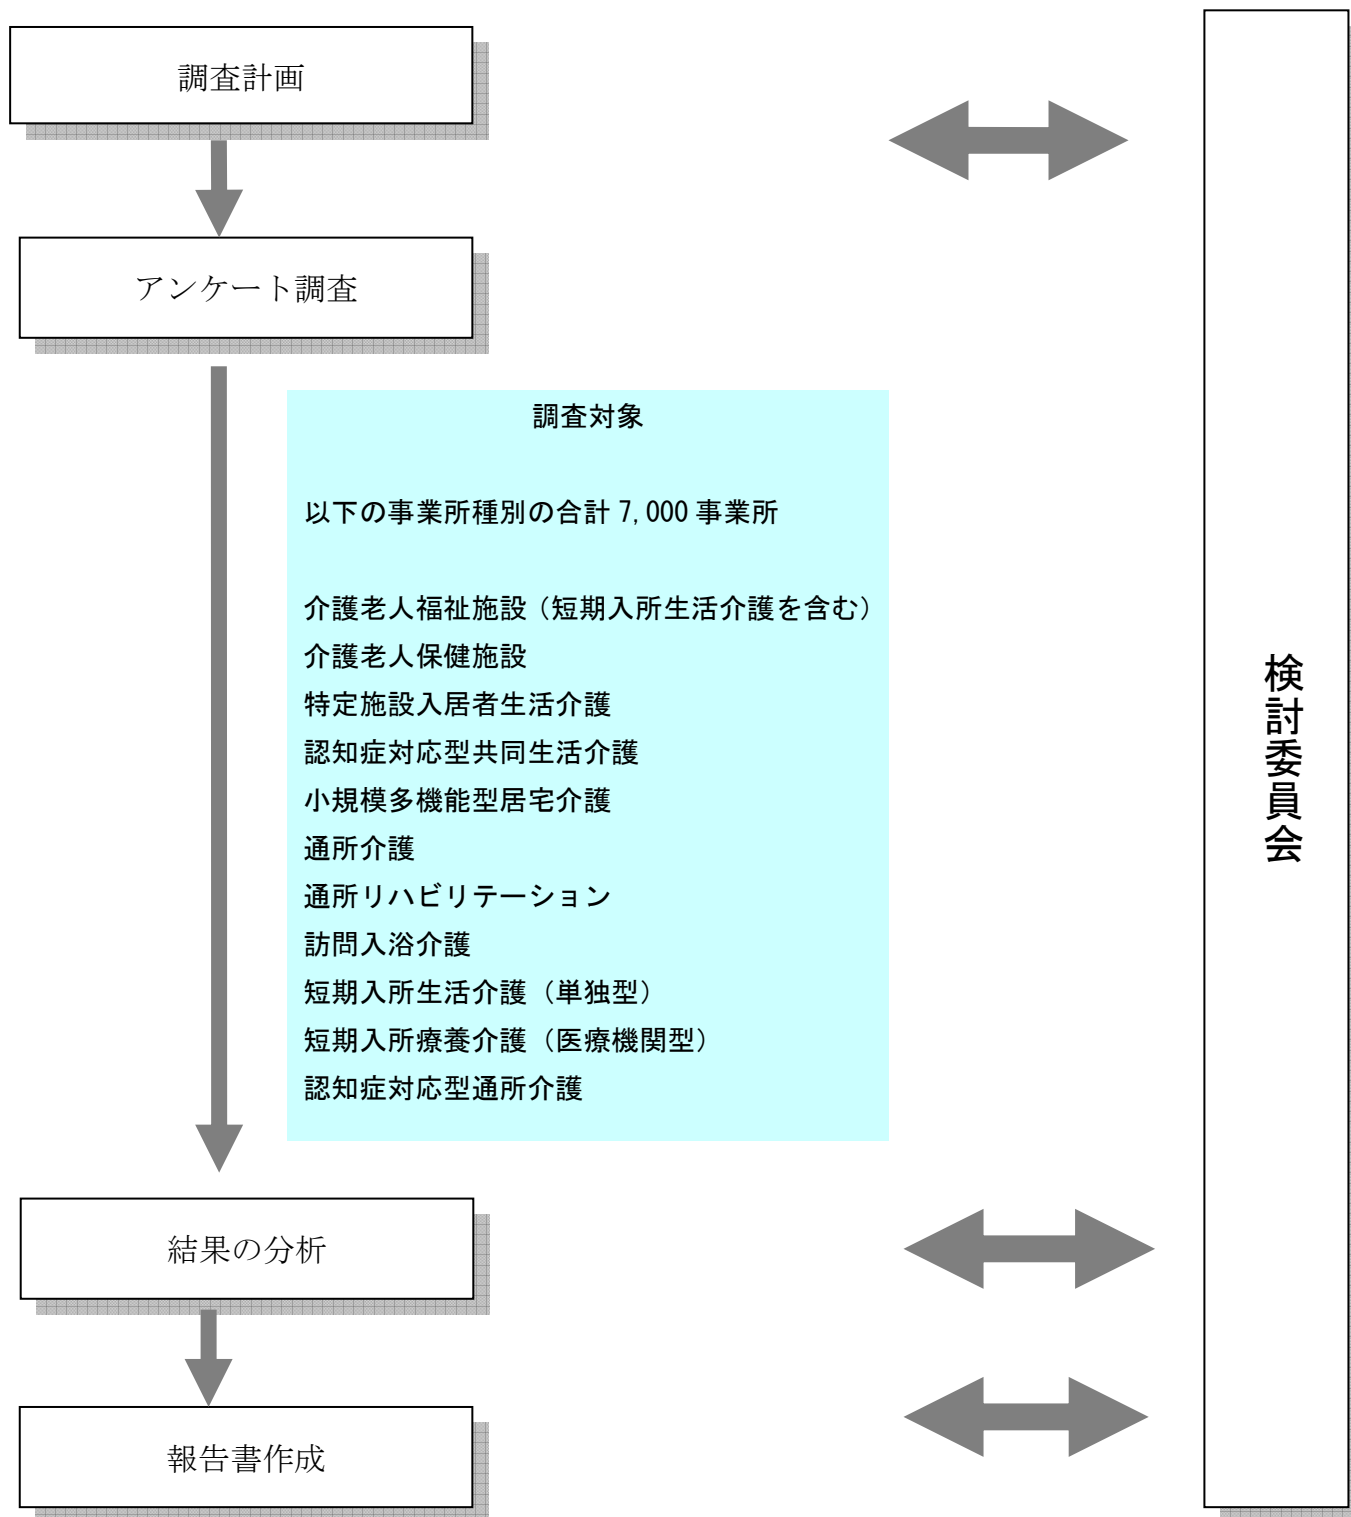 調査計画
アンケート調査
調査対象
以下の事業所種別の合計 7,000 事業所
介護老人福祉施設（短期入所生活介護を含む）
介護老人保健施設
特定施設入居者生活介護
認知症対応型共同生活介護
小規模多機能型居宅介護
通所介護
通所リハビリテーション
訪問入浴介護
短期入所生活介護（単独型）
短期入所療養介護（医療機関型）
認知症対応型通所介護
結果の分析
報告書作成
検討委員会